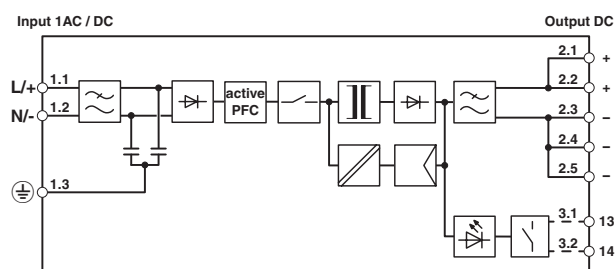 Input 1AC / DC
Output DC
L/+ 1.1
N/- 1.2
1.3
active
PFC
2.1 +
2.2 +
2.3 −
2.4 −
2.5 −
3.1 13
3.2 14